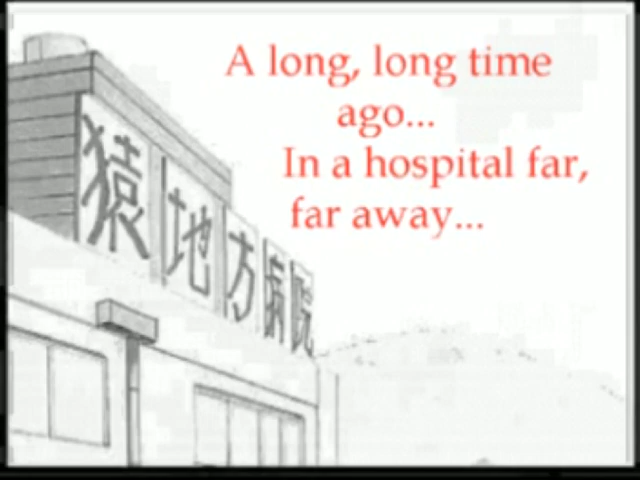 A long, long time
ago...
In a hospital far,
far away...
猿地方病院